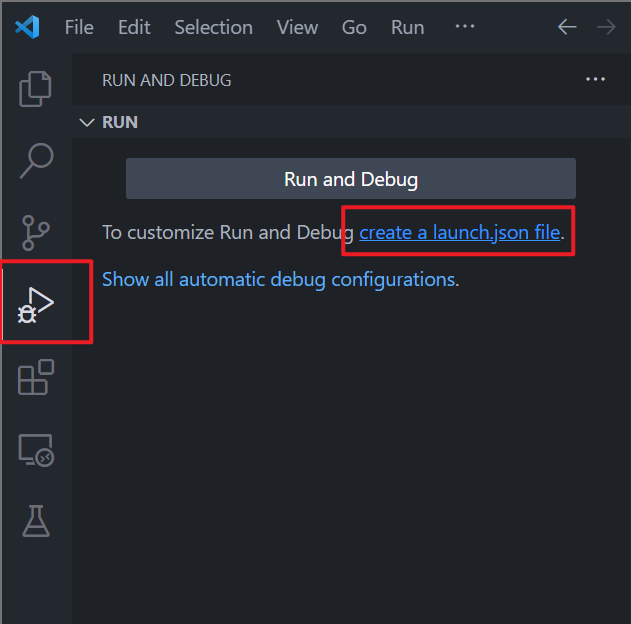 File Edit Selection View Go Run ···
RUN AND DEBUG ···
RUN
Run and Debug
To customize Run and Debug create a launch.json file.
Show all automatic debug configurations.